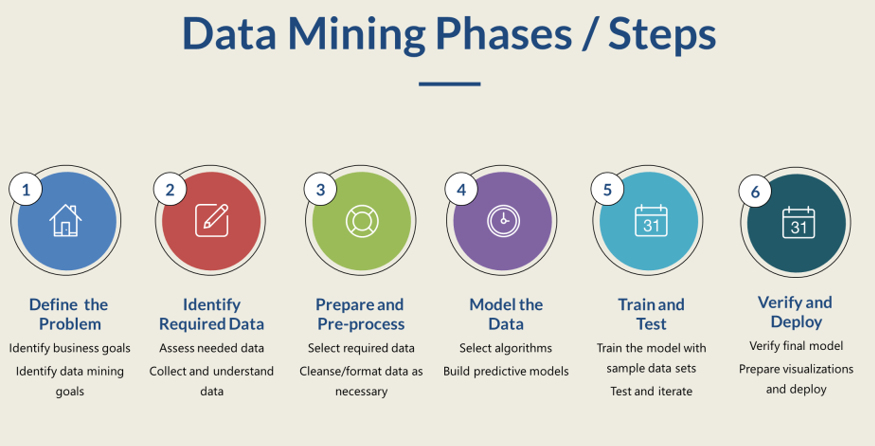 Data Mining Phases / Steps
1
Define the
Problem
Identify business goals
Identify data mining
goals
2
Identify
Required Data
Assess needed data
Collect and understand
data
3
Prepare and
Pre-process
Select required data
Cleanse/format data as
necessary
4
Model the
Data
Select algorithms
Build predictive models
5
31
Train and
Test
Train the model with
sample data sets
Test and iterate
6
31
Verify and
Deploy
Verify final model
Prepare visualizations
and deploy